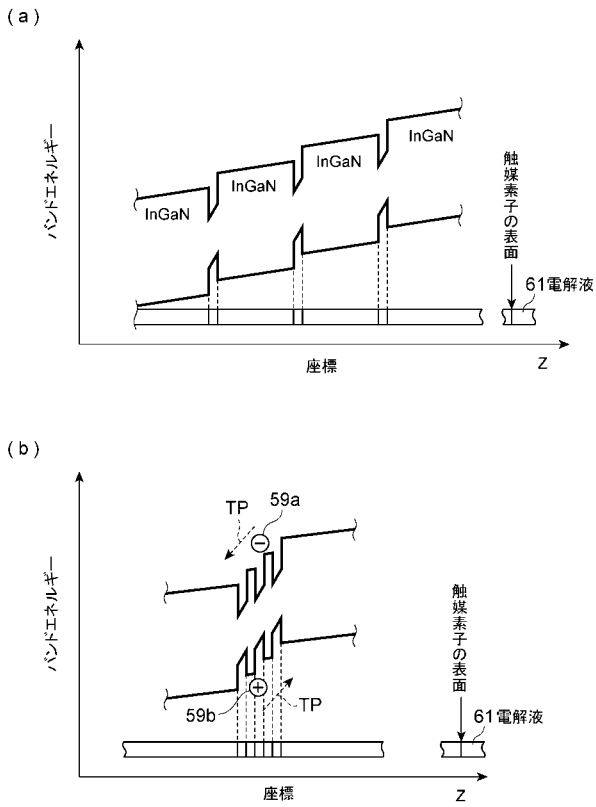 (a)
バンドエネルギー
InGaN
InGaN
InGaN
InGaN
触媒素子の表面
61電解液
座標
Z
(b)
バンドエネルギー
TP
59a
−
+
59b
TP
触媒素子の表面
61電解液
座標
Z